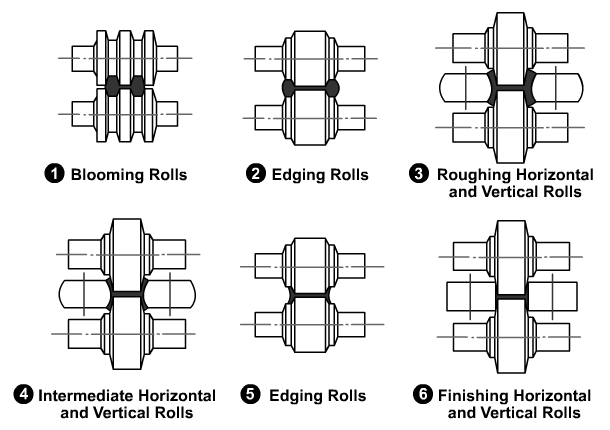 1 Blooming Rolls
2 Edging Rolls
3 Roughing Horizontal
and Vertical Rolls
4 Intermediate Horizontal
and Vertical Rolls
5 Edging Rolls
6 Finishing Horizontal
and Vertical Rolls